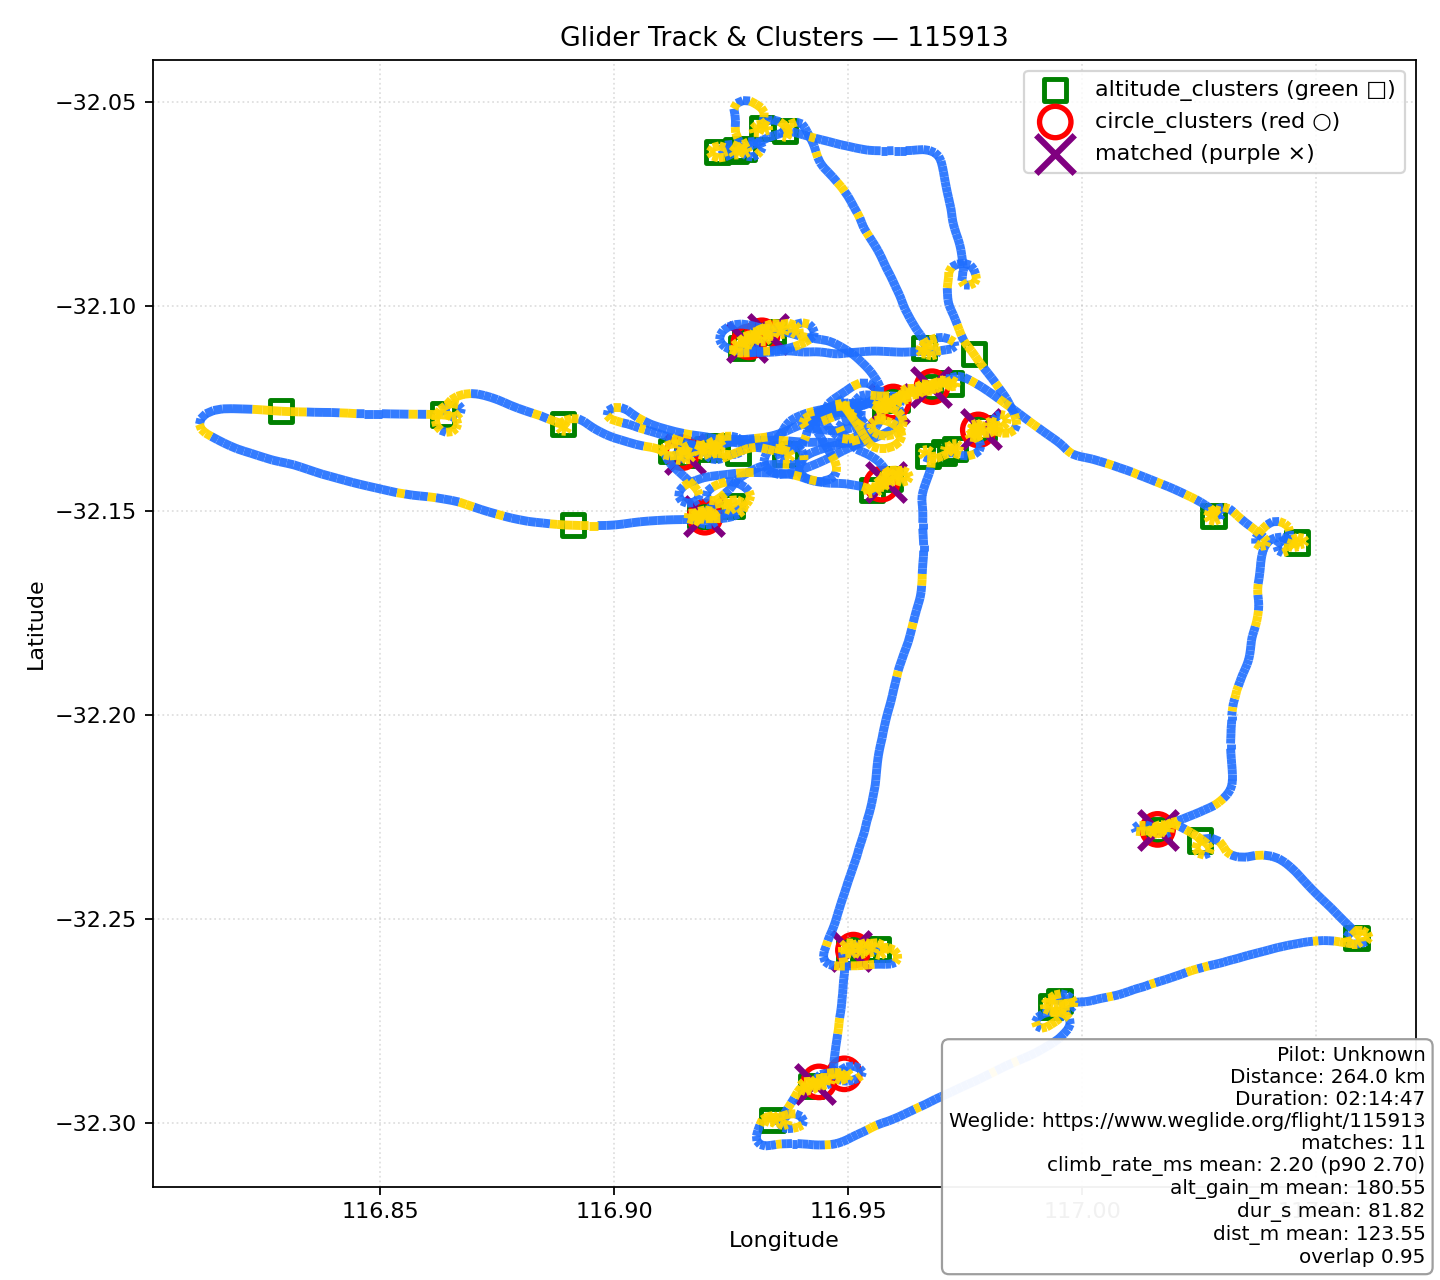 Glider Track & Clusters — 115913
altitude_clusters (green □)
circle_clusters (red ○)
matched (purple ×)
−32.05
−32.10
−32.15
−32.20
−32.25
−32.30
Latitude
116.85
116.90
116.95
117.00
Longitude
Pilot: Unknown
Distance: 264.0 km
Duration: 02:14:47
Weglide: https://www.weglide.org/flight/115913
matches: 11
climb_rate_ms mean: 2.20 (p90 2.70)
alt_gain_m mean: 180.55
dur_s mean: 81.82
dist_m mean: 123.55
overlap 0.95